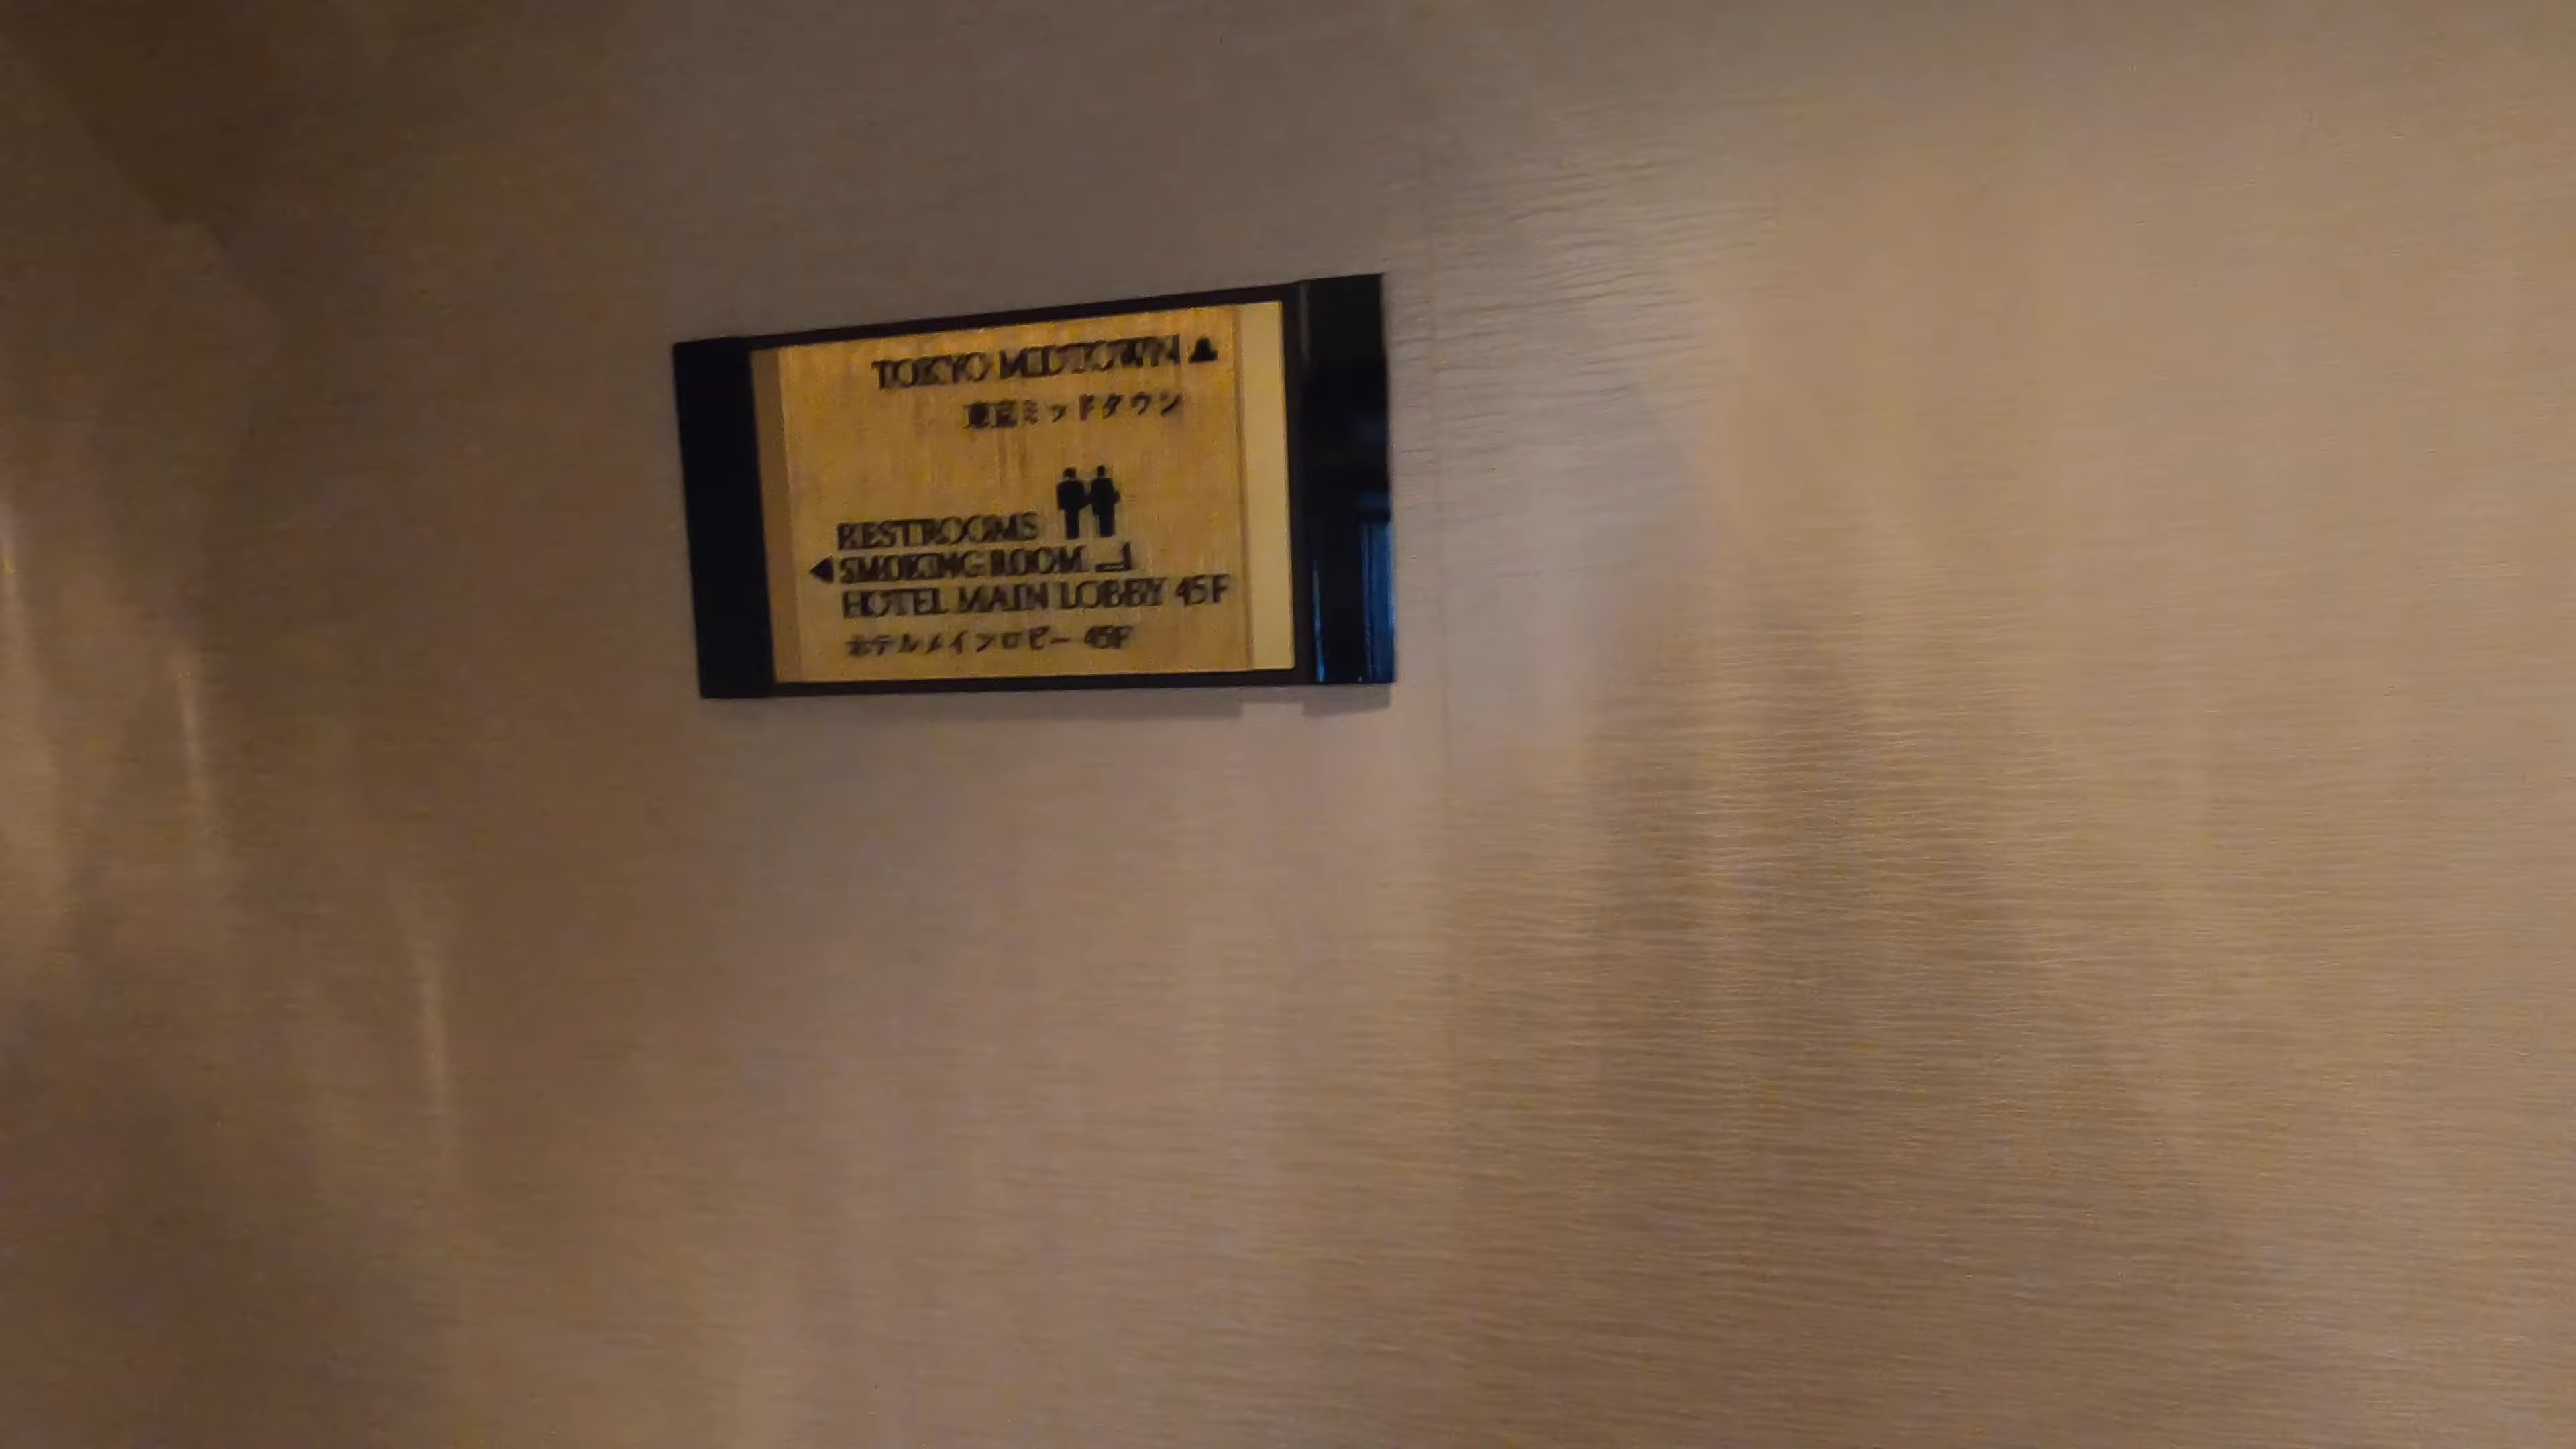 TOKYO MIDTOWN ▲
東京ミッドタウン
RESTROOMS
◀ SMOKING ROOM
HOTEL MAIN LOBBY 45F
ホテルメインロビー 45F